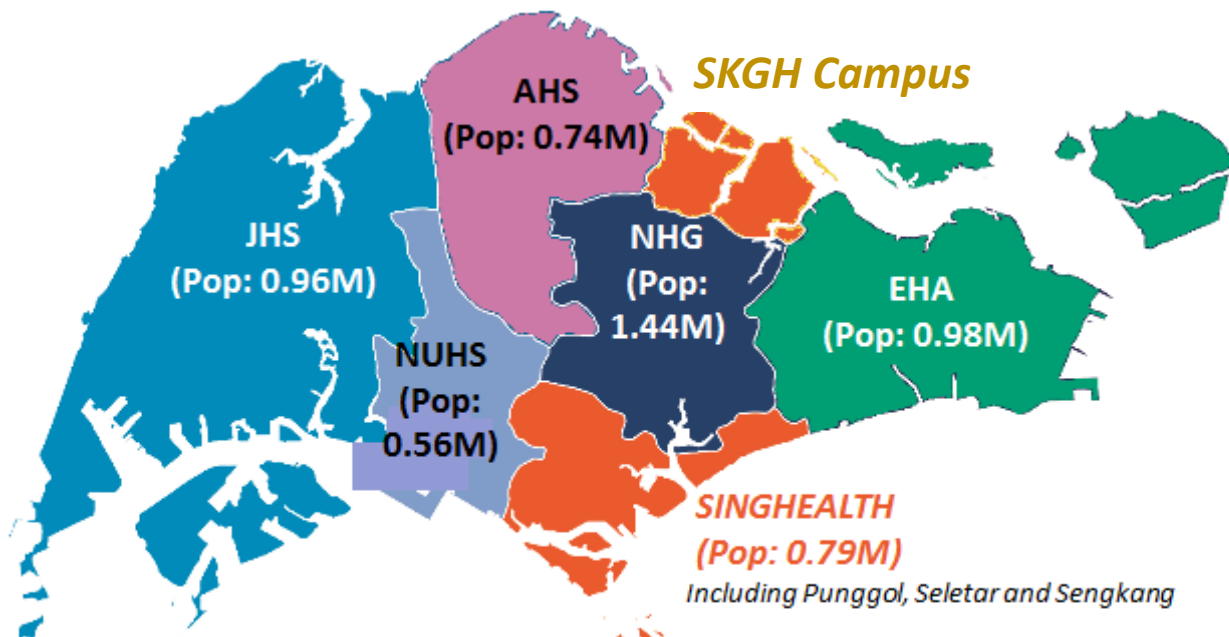 SKGH Campus
AHS
(Pop: 0.74M)
JHS
(Pop: 0.96M)
NHG
(Pop:
1.44M)
EHA
(Pop: 0.98M)
NUHS
(Pop:
0.56M)
SINGHEALTH
(Pop: 0.79M)
Including Punggol, Seletar and Sengkang